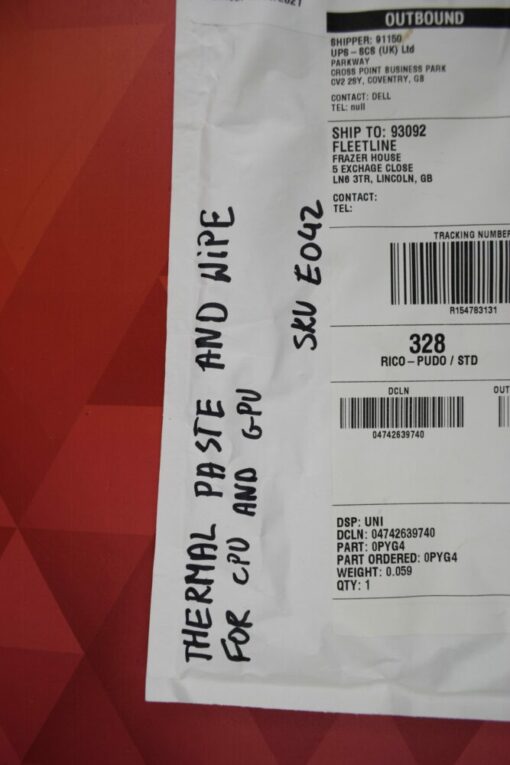 OUTBOUND
SHIPPER: 91150
UPS - SCS (UK) Ltd
PARKWAY
CROSS POINT BUSINESS PARK
CV2 2SY, COVENTRY, GB
CONTACT: DELL
TEL: null
SHIP TO: 93092
FLEETLINE
FRAZER HOUSE
5 EXCHAGE CLOSE
LN6 3TR, LINCOLN, GB
CONTACT:
TEL:
TRACKING NUMBER
R154783131
328
RICO - PUDO / STD
DCLN
OUT
04742639740
DSP: UNI
DCLN: 04742639740
PART: 0PYG4
PART ORDERED: 0PYG4
WEIGHT: 0.059
QTY: 1
THERMAL PASTE AND WIPE
FOR CPU AND GPU
SKU E042